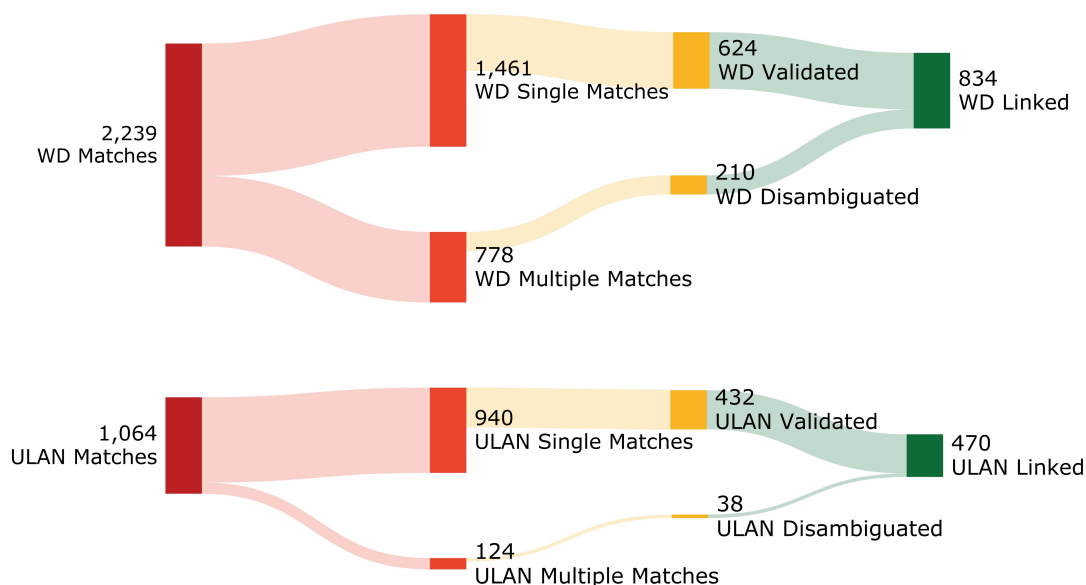 2,239
WD Matches
1,461
WD Single Matches
778
WD Multiple Matches
624
WD Validated
210
WD Disambiguated
834
WD Linked
1,064
ULAN Matches
940
ULAN Single Matches
124
ULAN Multiple Matches
432
ULAN Validated
38
ULAN Disambiguated
470
ULAN Linked